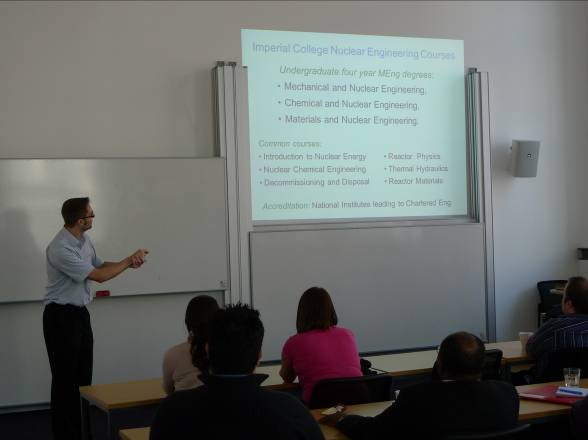 Imperial College Nuclear Engineering Courses
Undergraduate four year MEng degrees:
• Mechanical and Nuclear Engineering.
• Chemical and Nuclear Engineering.
• Materials and Nuclear Engineering.
Common courses:
• Introduction to Nuclear Energy
• Nuclear Chemical Engineering
• Decommissioning and Disposal
• Reactor Physics
• Thermal Hydraulics
• Reactor Materials
Accreditation: National Institutes leading to Chartered Eng